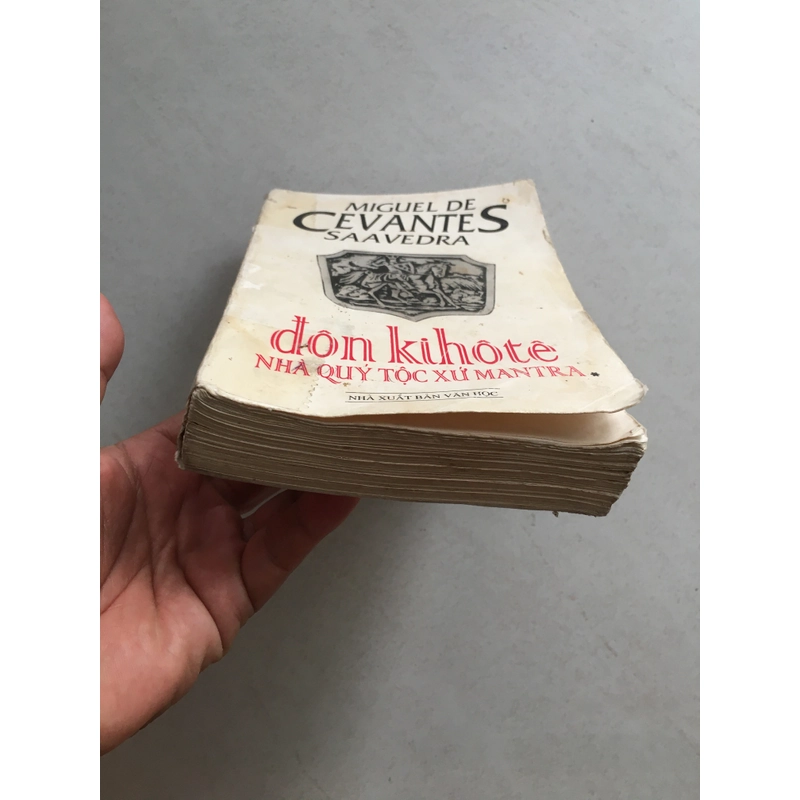 MIGUEL DE
CEVANTES
SAAVEDRA
đôn kihôtê
NHÀ QUÝ TỘC XỨ MANTRA
NHÀ XUẤT BẢN VĂN HỌC